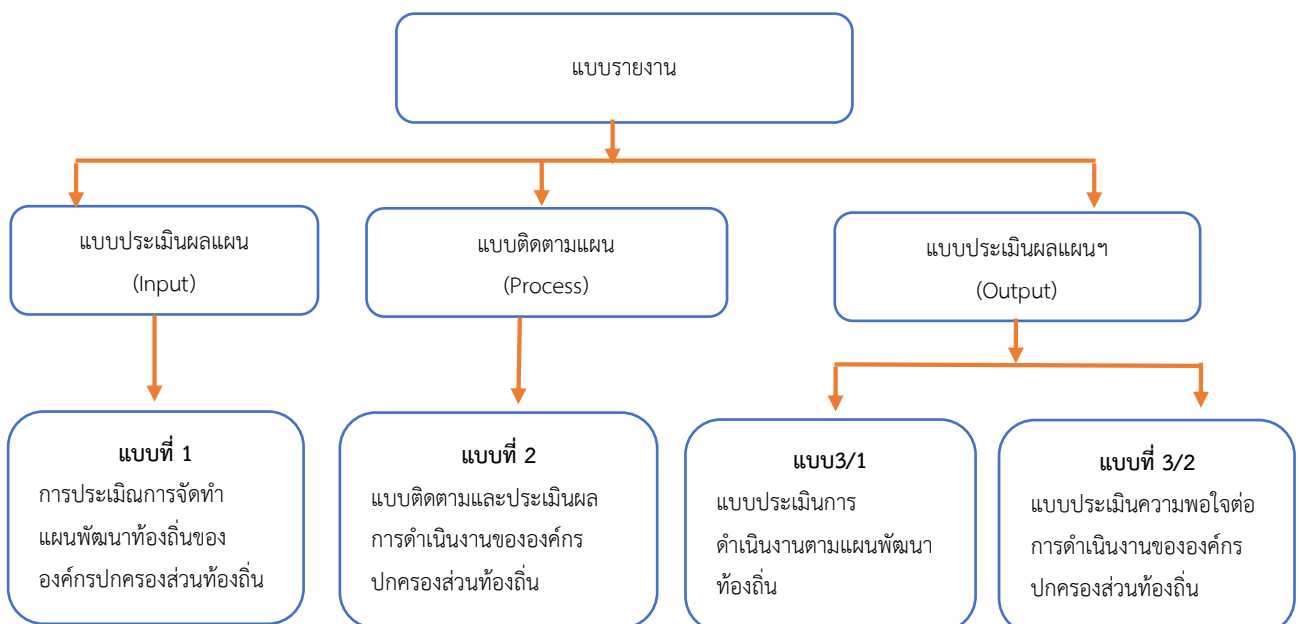 แบบรายงาน
แบบประเมินผลแผน
(Input)
แบบติดตามแผน
(Process)
แบบประเมินผลแผนฯ
(Output)
แบบที่ 1
การประเมิณการจัดทำ
แผนพัฒนาท้องถิ่นของ
องค์กรปกครองส่วนท้องถิ่น
แบบที่ 2
แบบติดตามและประเมินผล
การดำเนินงานขององค์กร
ปกครองส่วนท้องถิ่น
แบบ3/1
แบบประเมินการ
ดำเนินงานตามแผนพัฒนา
ท้องถิ่น
แบบที่ 3/2
แบบประเมินความพอใจต่อ
การดำเนินงานขององค์กร
ปกครองส่วนท้องถิ่น